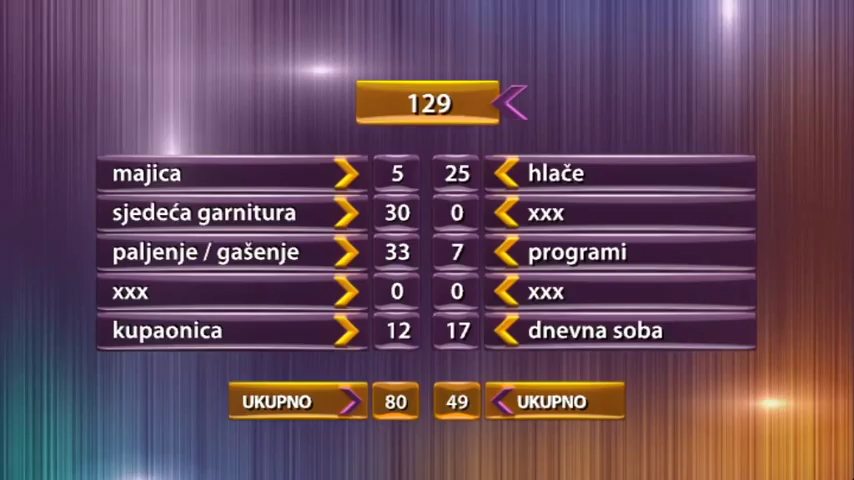 129
majica 5 25 hlače
sjedeća garnitura 30 0 xxx
paljenje / gašenje 33 7 programi
xxx 0 0 xxx
kupaonica 12 17 dnevna soba
UKUPNO 80 49 UKUPNO